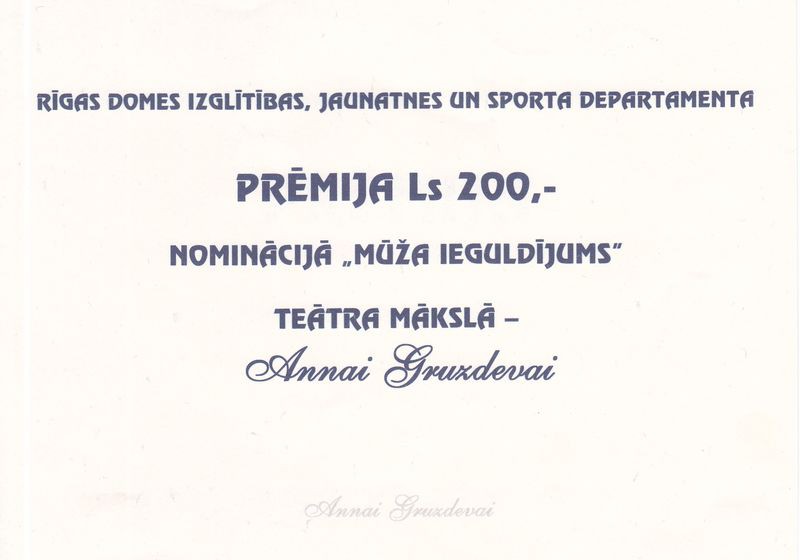 RĪGAS DOMES IZGLĪTĪBAS, JAUNATNES UN SPORTA DEPARTAMENTA
PRĒMIJA Ls 200,-
NOMINĀCIJĀ „MŪŽA IEGULDĪJUMS”
TEĀTRA MĀKSLĀ –
Annai Gruzdevai
Annai Gruzdevai